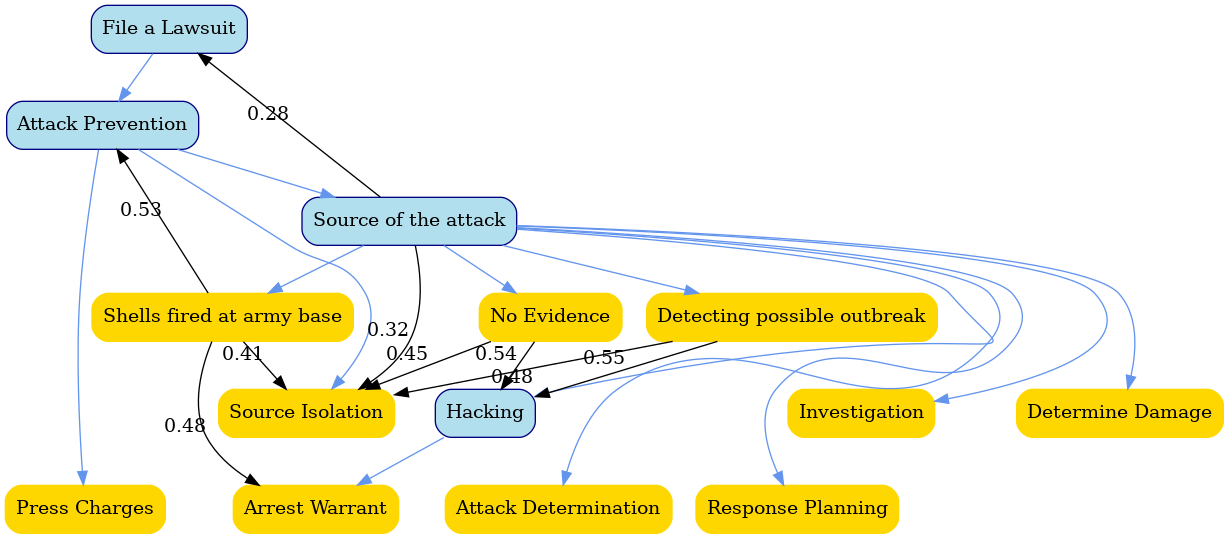 File a Lawsuit
0.28
Attack Prevention
0.53
Source of the attack
Shells fired at army base
No Evidence
Detecting possible outbreak
0.32
0.41
0.45
0.54
0.55
0.48
Source Isolation
Hacking
Investigation
Determine Damage
0.48
Press Charges
Arrest Warrant
Attack Determination
Response Planning